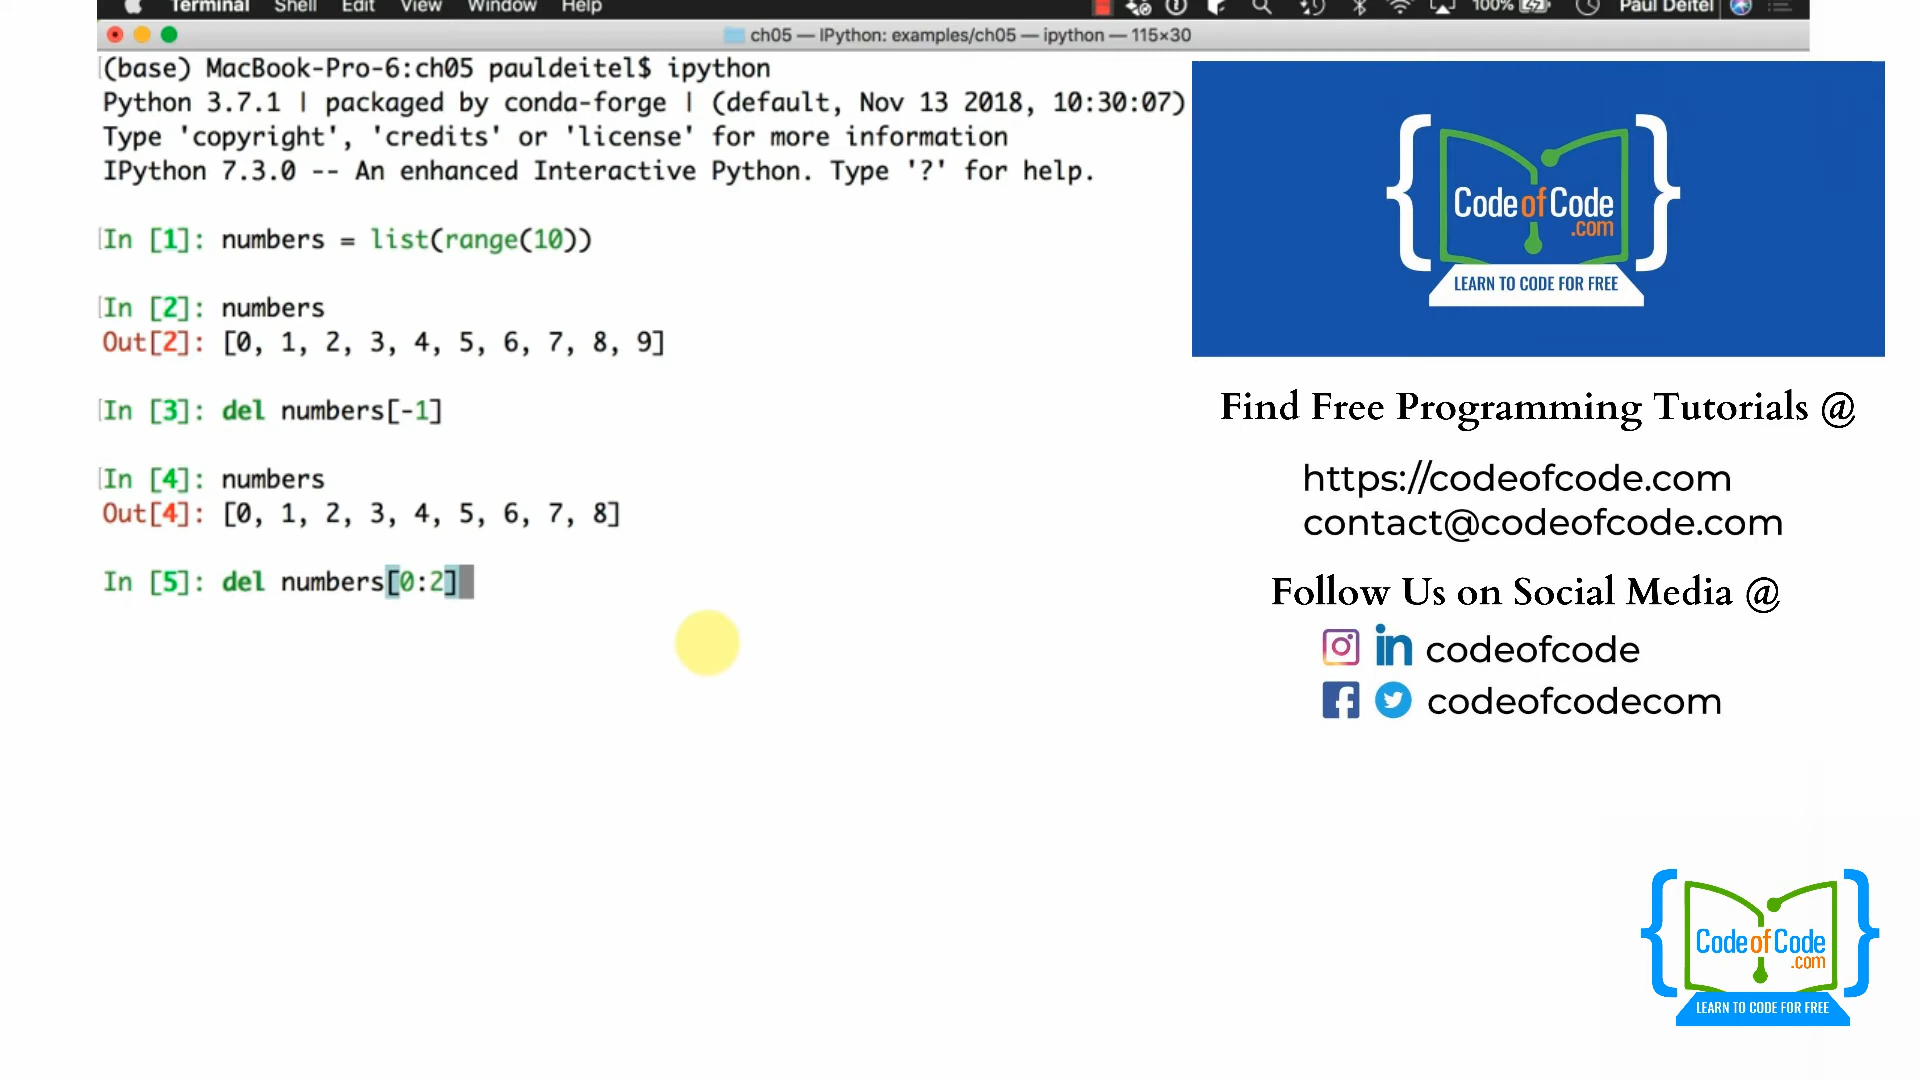 Terminal Shell Edit View Window Help 100% Paul Deitel
ch05 — IPython: examples/ch05 — ipython — 115×30
(base) MacBook-Pro-6:ch05 pauldeitel$ ipython
Python 3.7.1 | packaged by conda-forge | (default, Nov 13 2018, 10:30:07)
Type 'copyright', 'credits' or 'license' for more information
IPython 7.3.0 -- An enhanced Interactive Python. Type '?' for help.
In [1]: numbers = list(range(10))
In [2]: numbers
Out[2]: [0, 1, 2, 3, 4, 5, 6, 7, 8, 9]
In [3]: del numbers[-1]
In [4]: numbers
Out[4]: [0, 1, 2, 3, 4, 5, 6, 7, 8]
In [5]: del numbers[0:2]
CodeofCode
.com
LEARN TO CODE FOR FREE
Find Free Programming Tutorials @
https://codeofcode.com
contact@codeofcode.com
Follow Us on Social Media @
codeofcode
codeofcodecom
CodeofCode
.com
LEARN TO CODE FOR FREE